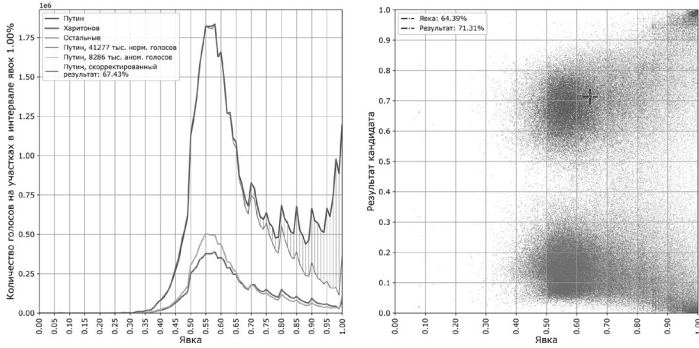 1e6
Путин
Харитонов
Остальные
Путин, 41277 тыс. норм. голосов
Путин, 8286 тыс. аном. голосов
Путин, скорректированный
результат: 67.43%
Количество голосов на участках в интервале явок 1.00%
1.75
1.50
1.25
1.00
0.75
0.50
0.25
0.00
0.00 0.05 0.10 0.15 0.20 0.25 0.30 0.35 0.40 0.45 0.50 0.55 0.60 0.65 0.70 0.75 0.80 0.85 0.90 0.95 1.00
Явка
Явка: 64.39%
Результат: 71.31%
Результат кандидата
1.0
0.9
0.8
0.7
0.6
0.5
0.4
0.3
0.2
0.1
0.0
0.00 0.10 0.20 0.30 0.40 0.50 0.60 0.70 0.80 0.90 1.00
Явка